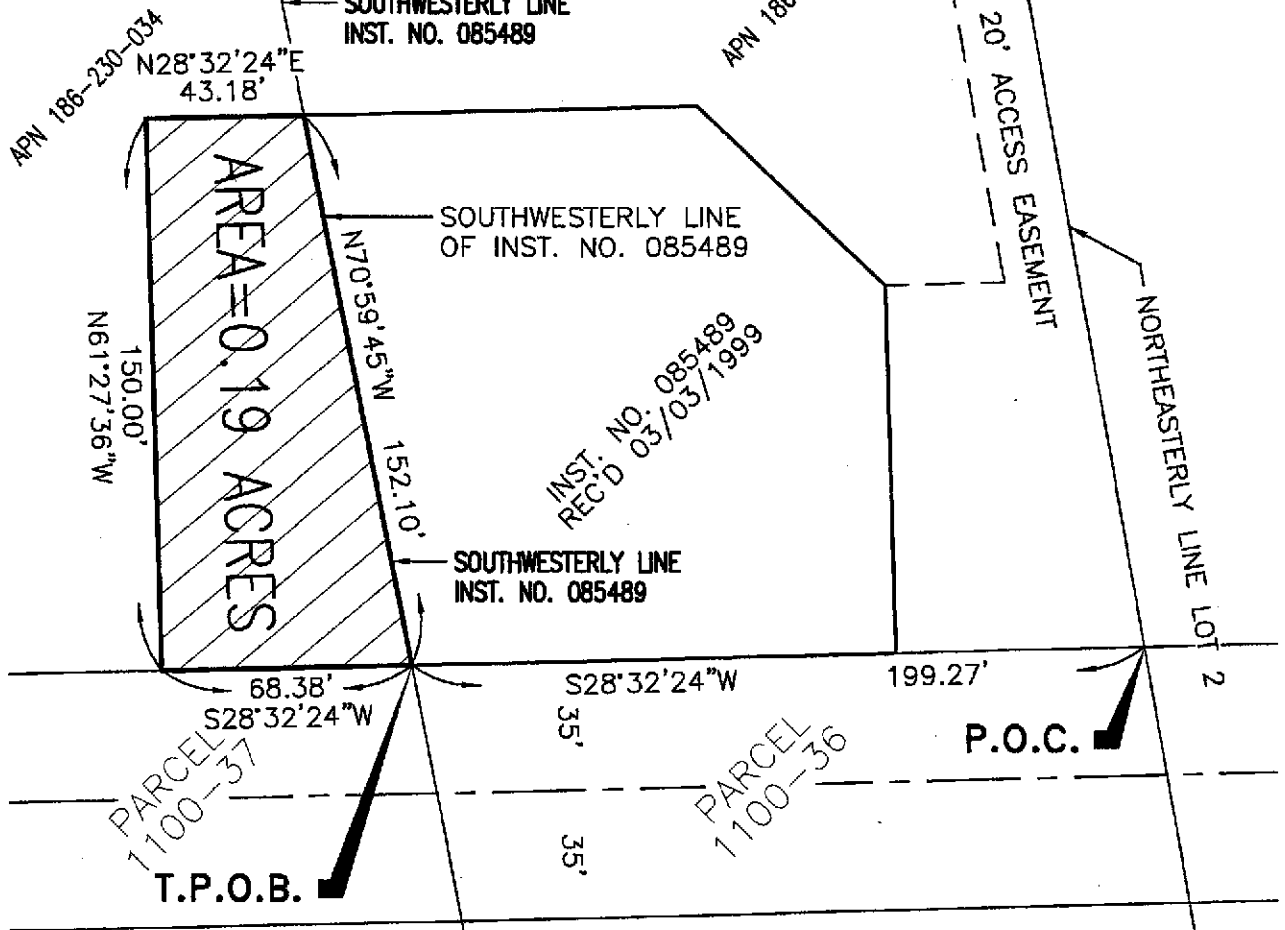 SOUTHWESTERLY LINE
INST. NO. 085489
APN 186-230-034
N28°32'24"E
43.18'
APN 186
20' ACCESS EASEMENT
SOUTHWESTERLY LINE
OF INST. NO. 085489
AREA=0.19 ACRES
N70°59'45"W
152.10'
150.00'
N61°27'36"W
INST. NO. 085489
REC'D 03/03/1999
NORTHEASTERLY LINE LOT 2
SOUTHWESTERLY LINE
INST. NO. 085489
68.38'
S28°32'24"W
S28°32'24"W
199.27'
35'
P.O.C.
PARCEL
1100-37
PARCEL
1100-36
35'
T.P.O.B.